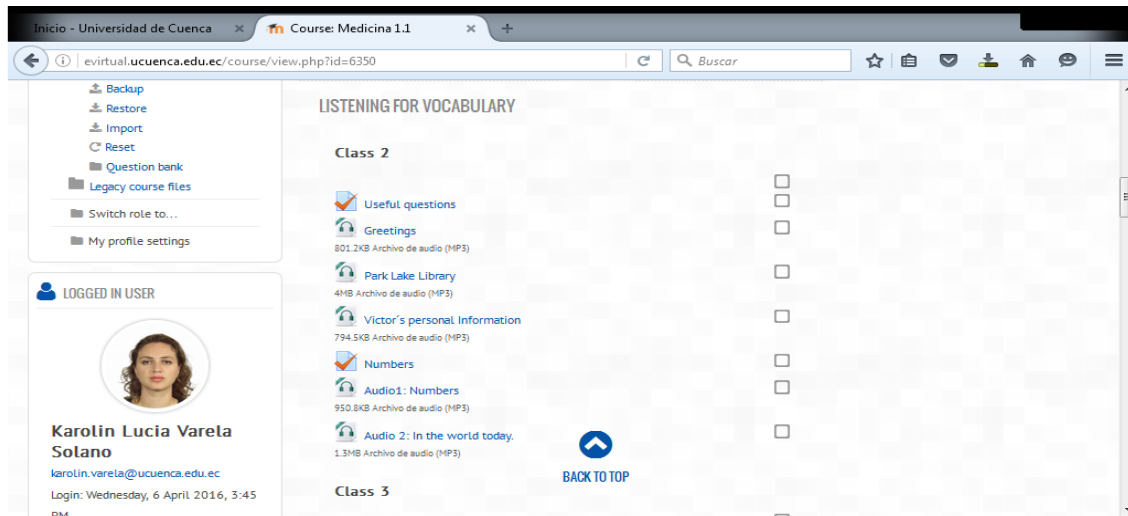 Inicio - Universidad de Cuenca
Course: Medicina 1.1
evirtual.ucuenca.edu.ec/course/view.php?id=6350
Buscar
Backup
Restore
Import
Reset
Question bank
Legacy course files
Switch role to...
My profile settings
LOGGED IN USER
Karolin Lucia Varela
Solano
karolin.varela@ucuenca.edu.ec
Login: Wednesday, 6 April 2016, 3:45
PM
LISTENING FOR VOCABULARY
Class 2
Useful questions
Greetings
801.2KB Archivo de audio (MP3)
Park Lake Library
4MB Archivo de audio (MP3)
Victor´s personal Information
794.5KB Archivo de audio (MP3)
Numbers
Audio1: Numbers
950.8KB Archivo de audio (MP3)
Audio 2: In the world today.
1.3MB Archivo de audio (MP3)
BACK TO TOP
Class 3